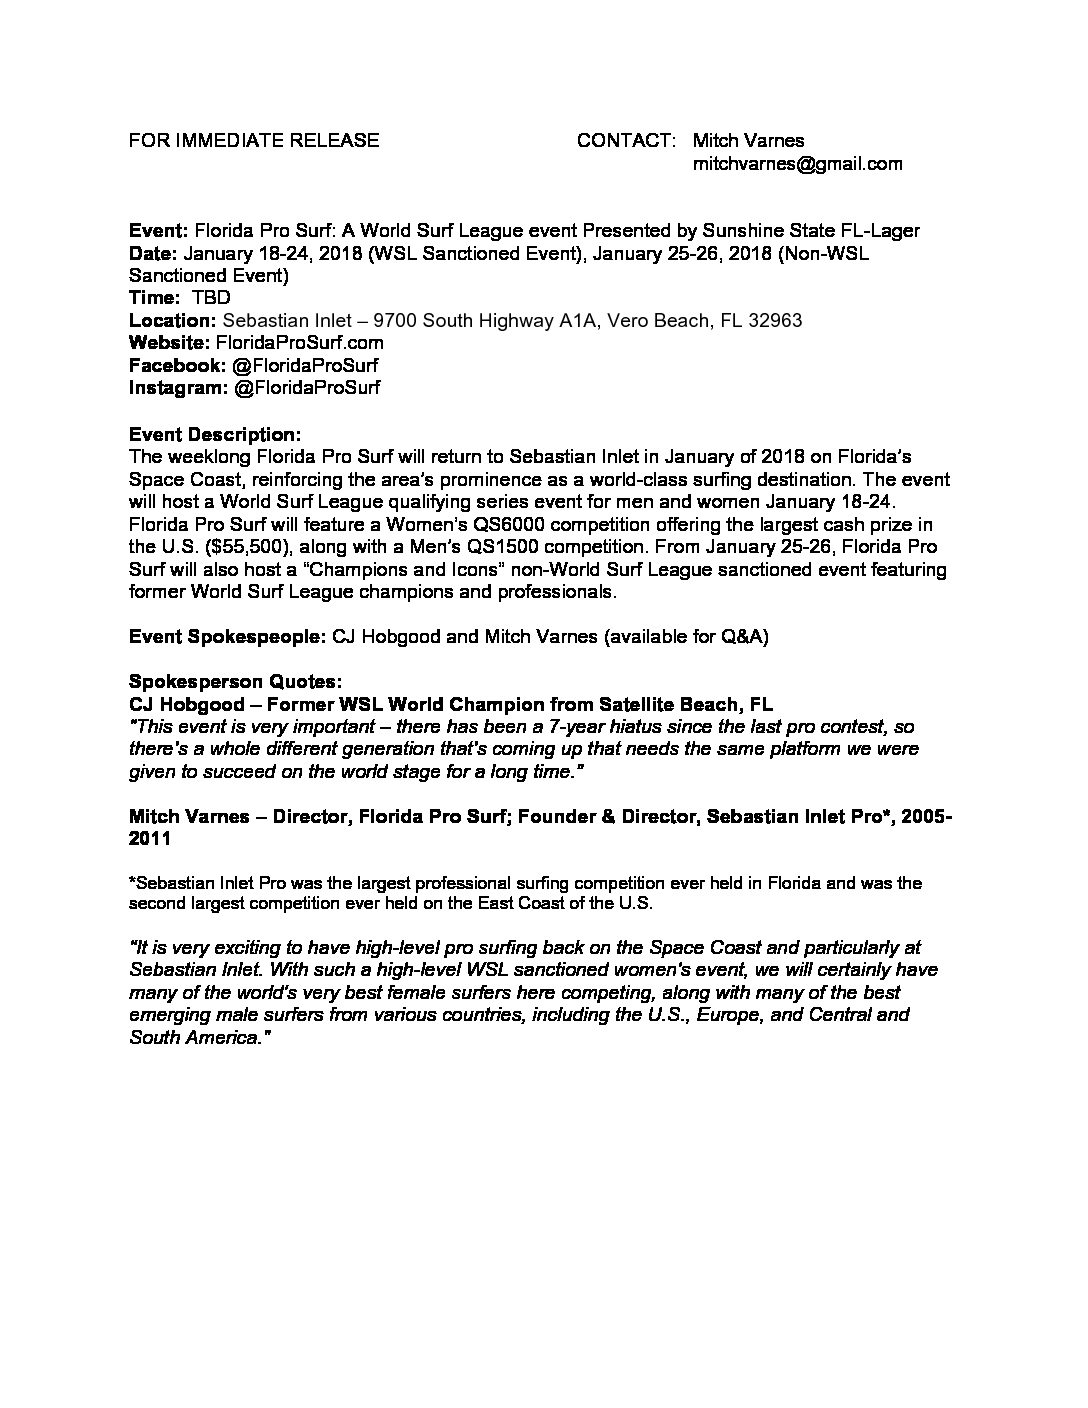 FOR IMMEDIATE RELEASE CONTACT: Mitch Varnes
mitchvarnes@gmail.com
Event: Florida Pro Surf: A World Surf League event Presented by Sunshine State FL-Lager
Date: January 18-24, 2018 (WSL Sanctioned Event), January 25-26, 2018 (Non-WSL
Sanctioned Event)
Time: TBD
Location: Sebastian Inlet – 9700 South Highway A1A, Vero Beach, FL 32963
Website: FloridaProSurf.com
Facebook: @FloridaProSurf
Instagram: @FloridaProSurf
Event Description:
The weeklong Florida Pro Surf will return to Sebastian Inlet in January of 2018 on Florida’s
Space Coast, reinforcing the area’s prominence as a world-class surfing destination. The event
will host a World Surf League qualifying series event for men and women January 18-24.
Florida Pro Surf will feature a Women’s QS6000 competition offering the largest cash prize in
the U.S. ($55,500), along with a Men’s QS1500 competition. From January 25-26, Florida Pro
Surf will also host a “Champions and Icons” non-World Surf League sanctioned event featuring
former World Surf League champions and professionals.
Event Spokespeople: CJ Hobgood and Mitch Varnes (available for Q&A)
Spokesperson Quotes:
CJ Hobgood – Former WSL World Champion from Satellite Beach, FL
“This event is very important – there has been a 7-year hiatus since the last pro contest, so
there's a whole different generation that's coming up that needs the same platform we were
given to succeed on the world stage for a long time.”
Mitch Varnes – Director, Florida Pro Surf; Founder & Director, Sebastian Inlet Pro*, 2005-
2011
*Sebastian Inlet Pro was the largest professional surfing competition ever held in Florida and was the
second largest competition ever held on the East Coast of the U.S.
“It is very exciting to have high-level pro surfing back on the Space Coast and particularly at
Sebastian Inlet. With such a high-level WSL sanctioned women's event, we will certainly have
many of the world's very best female surfers here competing, along with many of the best
emerging male surfers from various countries, including the U.S., Europe, and Central and
South America.”